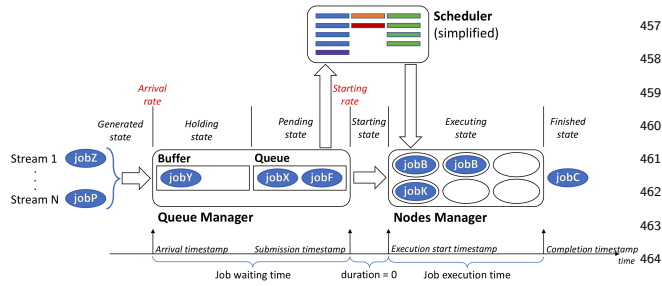 Scheduler
(simplified)
457
458
459
460
461
462
463
464
Arrival
rate
Starting
rate
Generated
state
Holding
state
Pending
state
Starting
state
Executing
state
Finished
state
Stream 1
jobZ
.
.
.
Stream N
jobP
Buffer
jobY
Queue
jobX
jobF
Queue Manager
jobB
jobB
jobK
Nodes Manager
jobC
Arrival timestamp
Submission timestamp
Execution start timestamp
Completion timestamp
time
Job waiting time
duration = 0
Job execution time